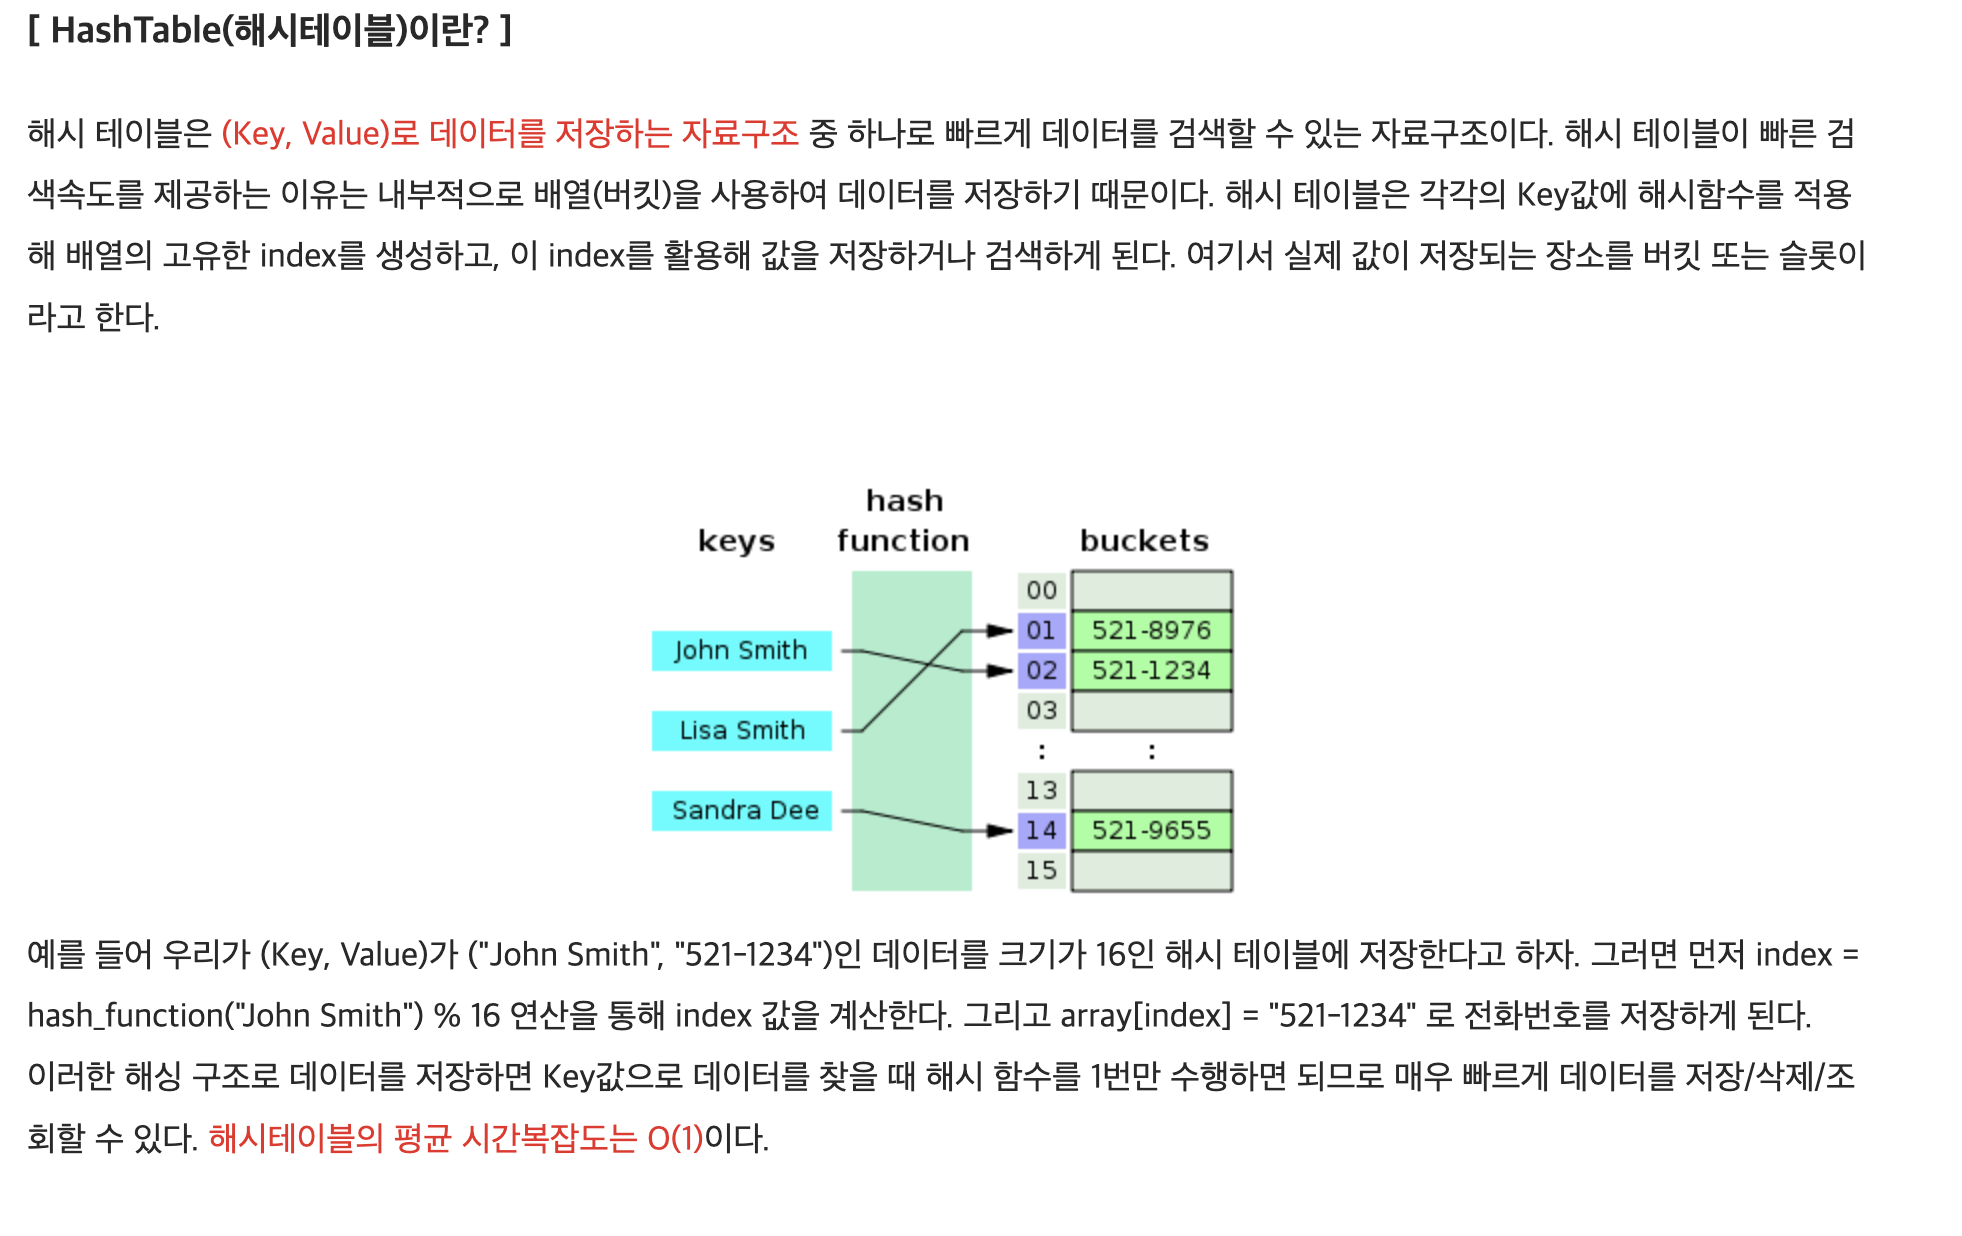 [ HashTable(해시테이블)이란? ]
해시 테이블은 (Key, Value)로 데이터를 저장하는 자료구조 중 하나로 빠르게 데이터를 검색할 수 있는 자료구조이다. 해시 테이블이 빠른 검
색속도를 제공하는 이유는 내부적으로 배열(버킷)을 사용하여 데이터를 저장하기 때문이다. 해시 테이블은 각각의 Key값에 해시함수를 적용
해 배열의 고유한 index를 생성하고, 이 index를 활용해 값을 저장하거나 검색하게 된다. 여기서 실제 값이 저장되는 장소를 버킷 또는 슬롯이
라고 한다.
hash
keys function buckets
00
01 521-8976
John Smith
02 521-1234
03
Lisa Smith
: :
13
Sandra Dee
14 521-9655
15
예를 들어 우리가 (Key, Value)가 ("John Smith", "521-1234")인 데이터를 크기가 16인 해시 테이블에 저장한다고 하자. 그러면 먼저 index =
hash_function("John Smith") % 16 연산을 통해 index 값을 계산한다. 그리고 array[index] = "521-1234" 로 전화번호를 저장하게 된다.
이러한 해싱 구조로 데이터를 저장하면 Key값으로 데이터를 찾을 때 해시 함수를 1번만 수행하면 되므로 매우 빠르게 데이터를 저장/삭제/조
회할 수 있다. 해시테이블의 평균 시간복잡도는 O(1)이다.